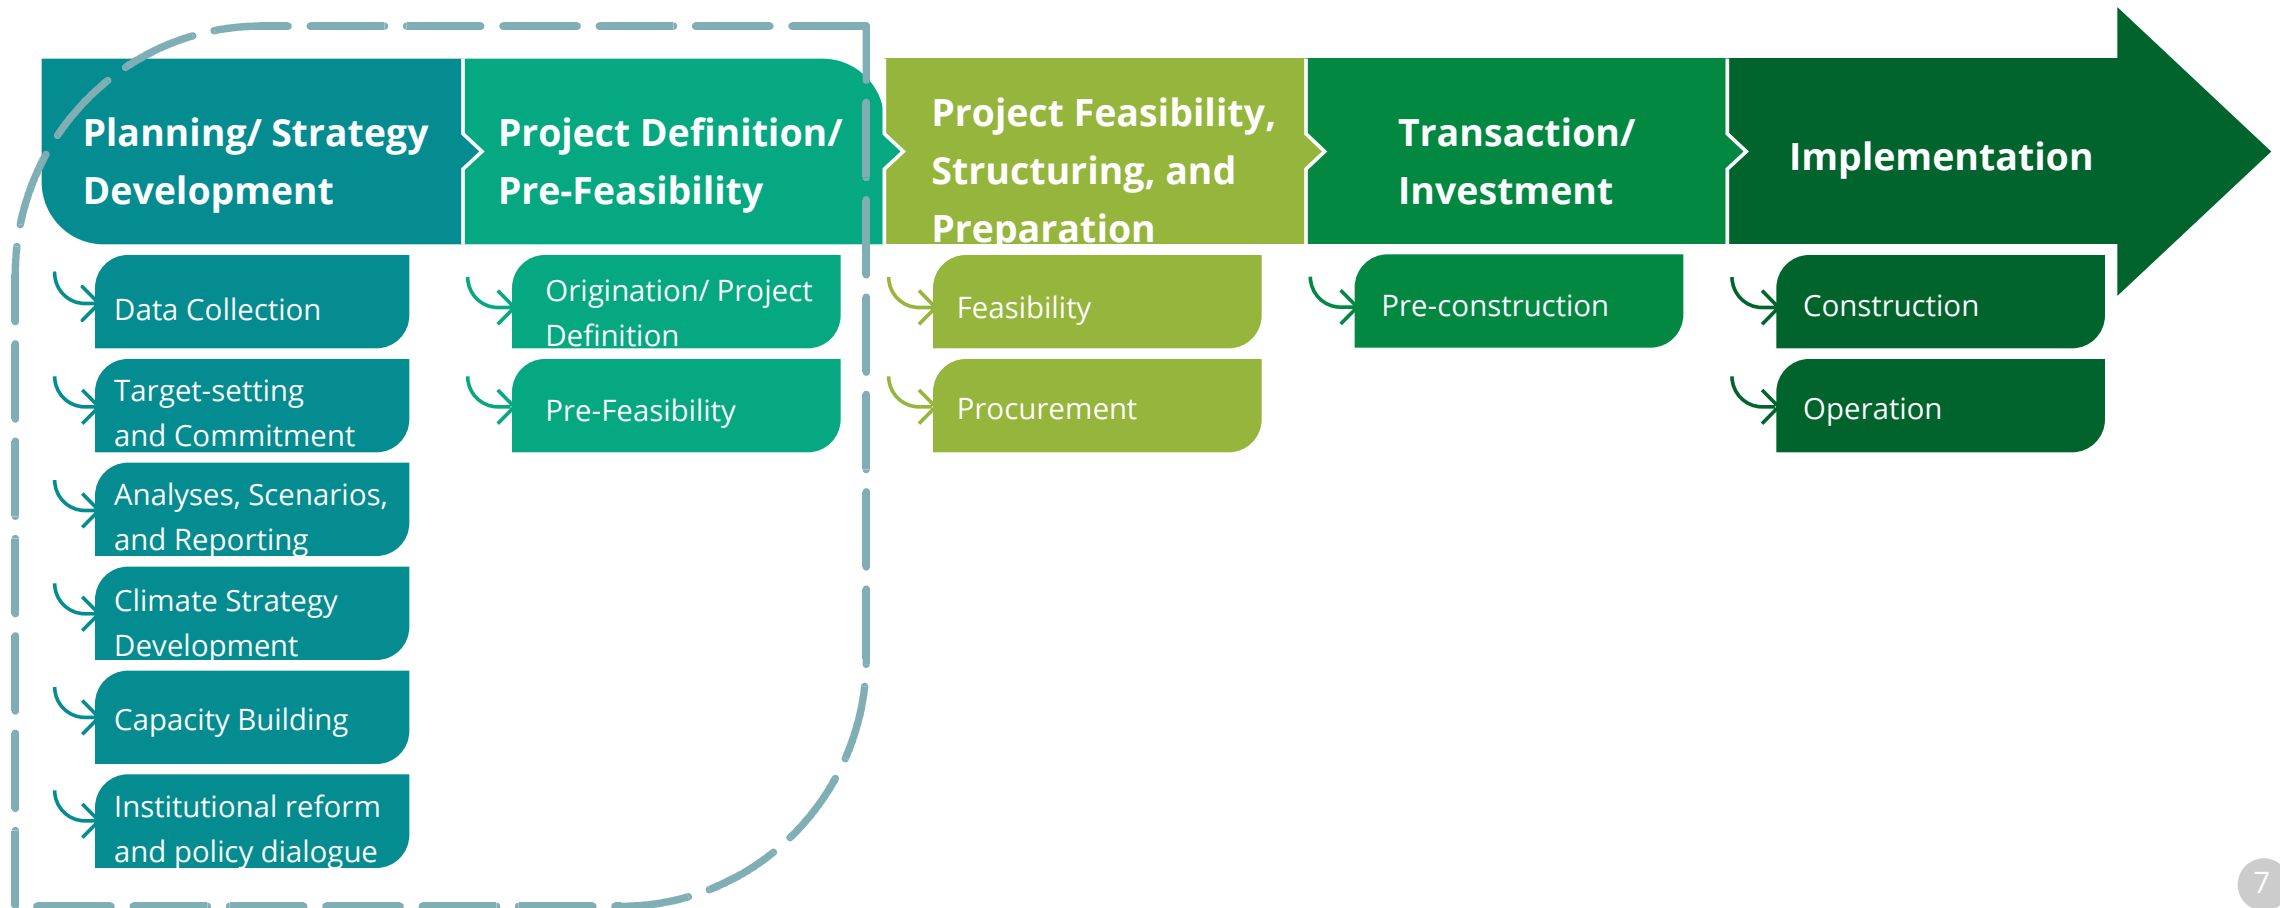 Planning/ Strategy
Development
Project Definition/
Pre-Feasibility
Project Feasibility,
Structuring, and
Preparation
Transaction/
Investment
Implementation
Data Collection
Target-setting
and Commitment
Analyses, Scenarios,
and Reporting
Climate Strategy
Development
Capacity Building
Institutional reform
and policy dialogue
Origination/ Project
Definition
Pre-Feasibility
Feasibility
Procurement
Pre-construction
Construction
Operation
7